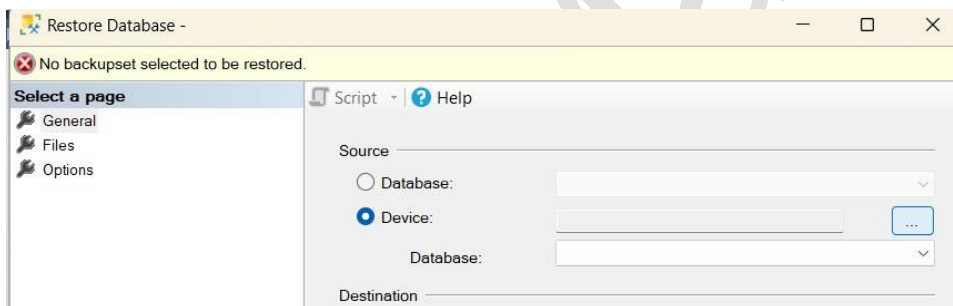 Restore Database -
No backupset selected to be restored.
Select a page
General
Files
Options
Script
Help
Source
Database:
Device:
...
Database:
Destination